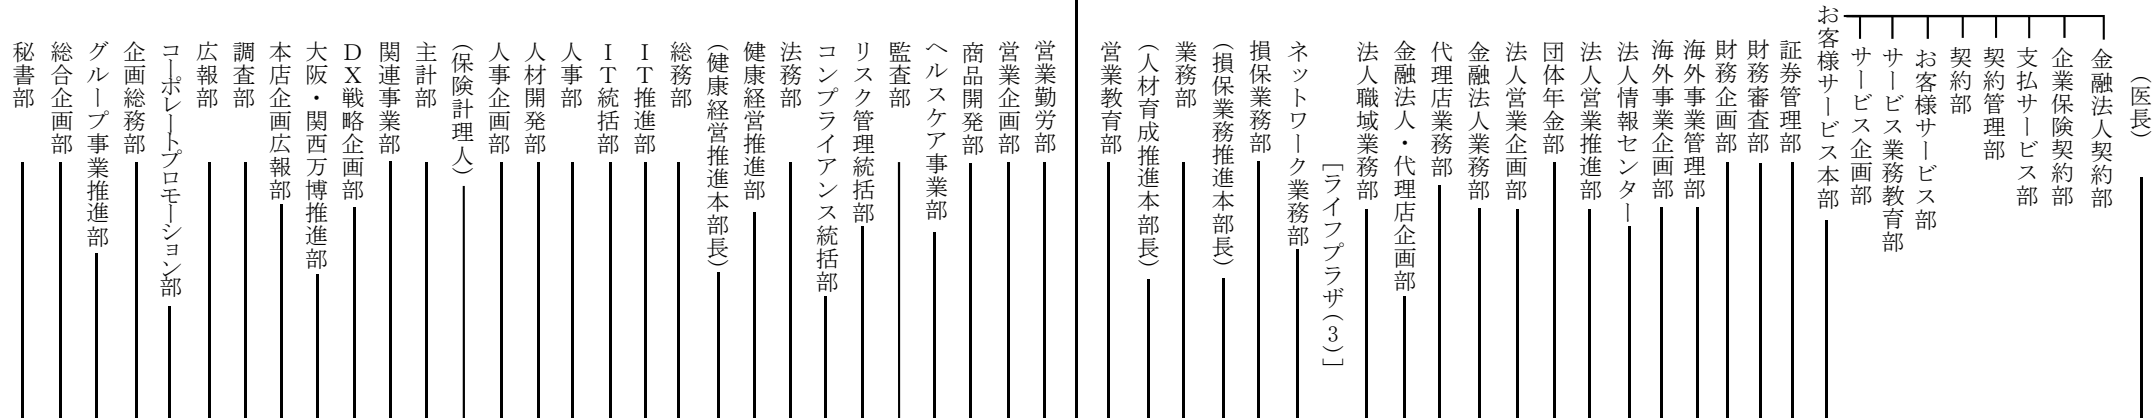 （医長）
金融法人契約部
企業保険契約部
支払サービス部
契約管理部
契約部
お客様サービス部
サービス業務教育部
サービス企画部
お客様サービス本部
証券管理部
財務審査部
財務企画部
海外事業管理部
海外事業企画部
法人情報センター
法人営業推進部
団体年金部
法人営業企画部
金融法人業務部
代理店業務部
金融法人・代理店企画部
法人職域業務部
［ライフプラザ（3）］
ネットワーク業務部
損保業務部
（損保業務推進本部長）
業務部
（人材育成推進本部長）
営業教育部
営業勤労部
営業企画部
商品開発部
ヘルスケア事業部
監査部
リスク管理統括部
コンプライアンス統括部
法務部
健康経営推進部
（健康経営推進本部長）
総務部
ＩＴ推進部
ＩＴ統括部
人事部
人材開発部
人事企画部
（保険計理人）
主計部
関連事業部
ＤＸ戦略企画部
大阪・関西万博推進部
本店企画広報部
調査部
広報部
コーポレートプロモーション部
企画総務部
グループ事業推進部
総合企画部
秘書部